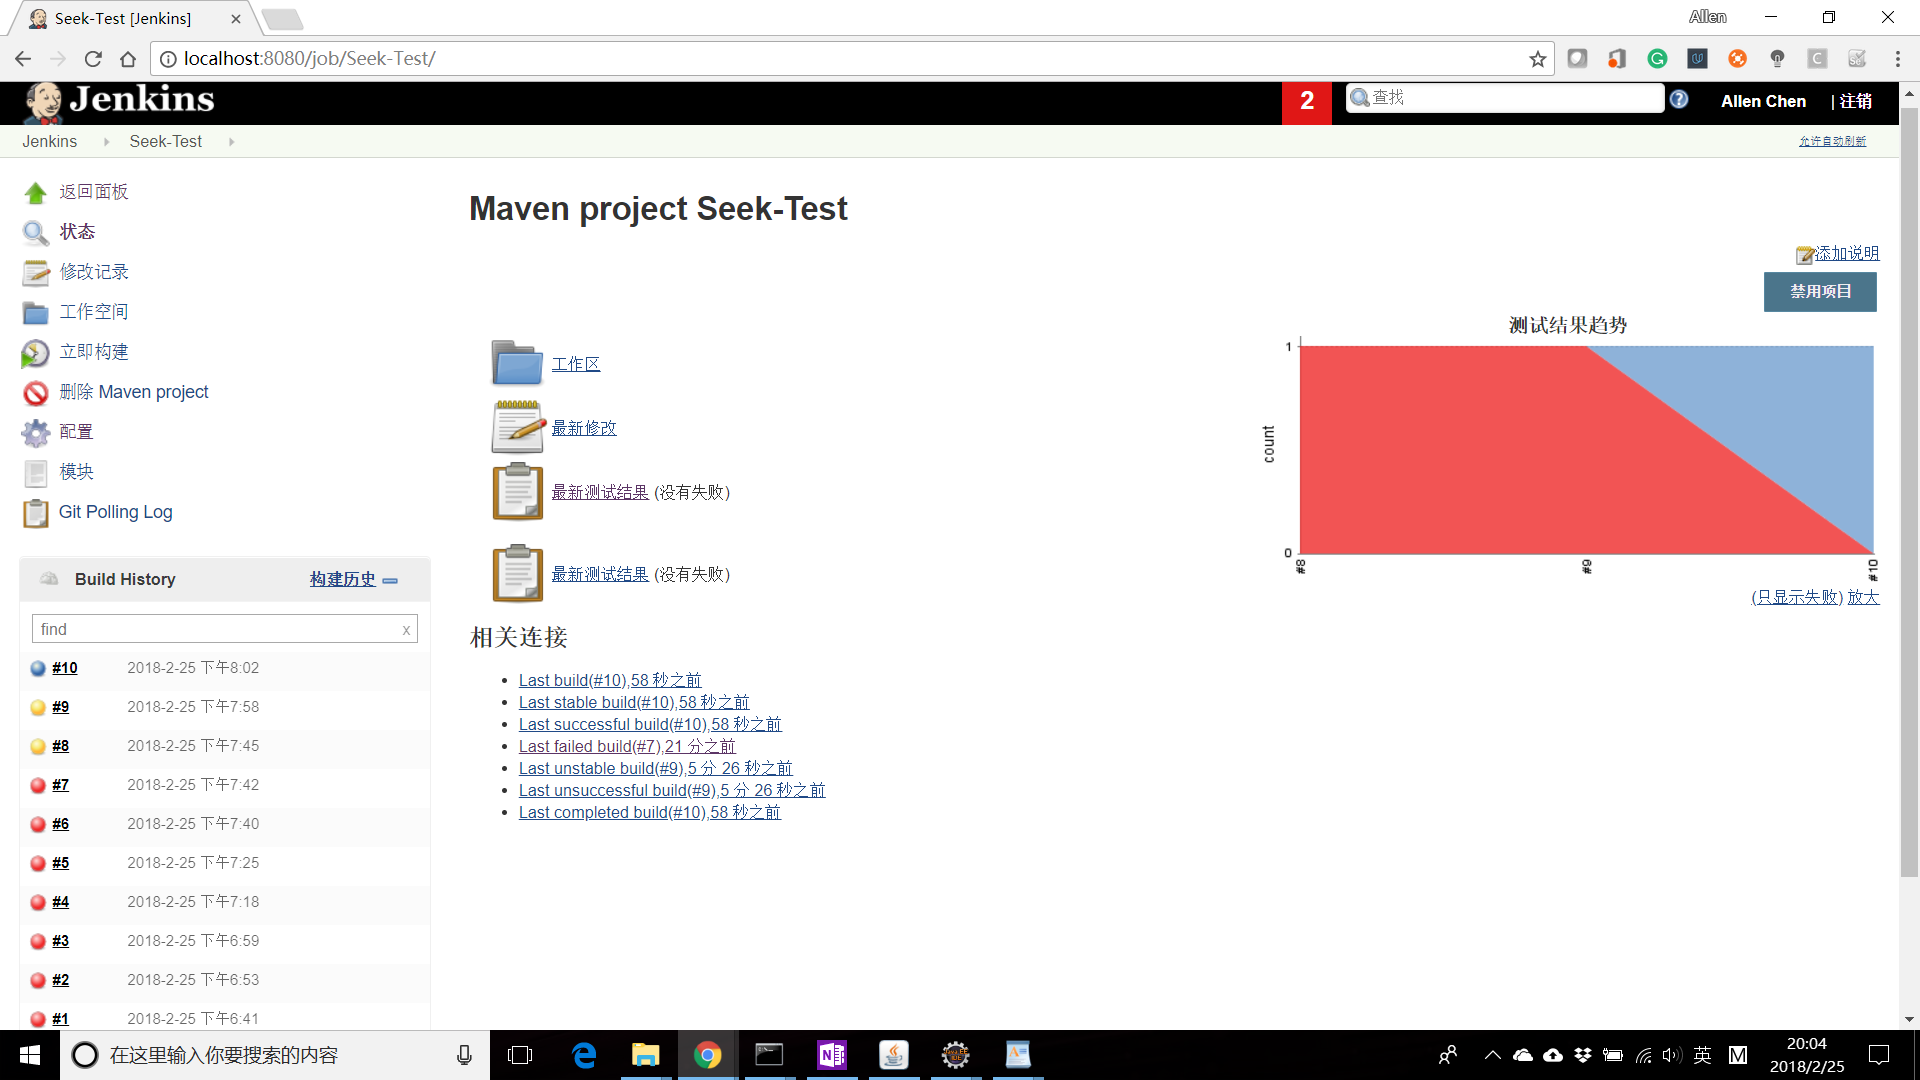 Seek-Test [Jenkins]
Allen
localhost:8080/job/Seek-Test/
Jenkins
2
查找
Allen Chen
| 注销
Jenkins
Seek-Test
允许自动刷新
返回面板
状态
修改记录
工作空间
立即构建
删除 Maven project
配置
模块
Git Polling Log
Build History
构建历史
find
x
#10 2018-2-25 下午8:02
#9 2018-2-25 下午7:58
#8 2018-2-25 下午7:45
#7 2018-2-25 下午7:42
#6 2018-2-25 下午7:40
#5 2018-2-25 下午7:25
#4 2018-2-25 下午7:18
#3 2018-2-25 下午6:59
#2 2018-2-25 下午6:53
#1 2018-2-25 下午6:41
Maven project Seek-Test
添加说明
禁用项目
工作区
最新修改
最新测试结果 (没有失败)
最新测试结果 (没有失败)
测试结果趋势
1
count
0
#8
#9
#10
(只显示失败) 放大
相关连接
Last build(#10),58 秒之前
Last stable build(#10),58 秒之前
Last successful build(#10),58 秒之前
Last failed build(#7),21 分之前
Last unstable build(#9),5 分 26 秒之前
Last unsuccessful build(#9),5 分 26 秒之前
Last completed build(#10),58 秒之前
在这里输入你要搜索的内容
英
M
20:04
2018/2/25